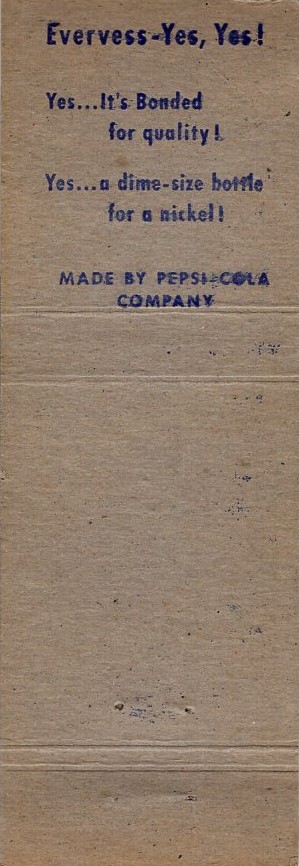 Evervess-Yes, Yes!
Yes...It's Bonded
for quality!
Yes...a dime-size bottle
for a nickel!
MADE BY PEPSI-COLA
COMPANY